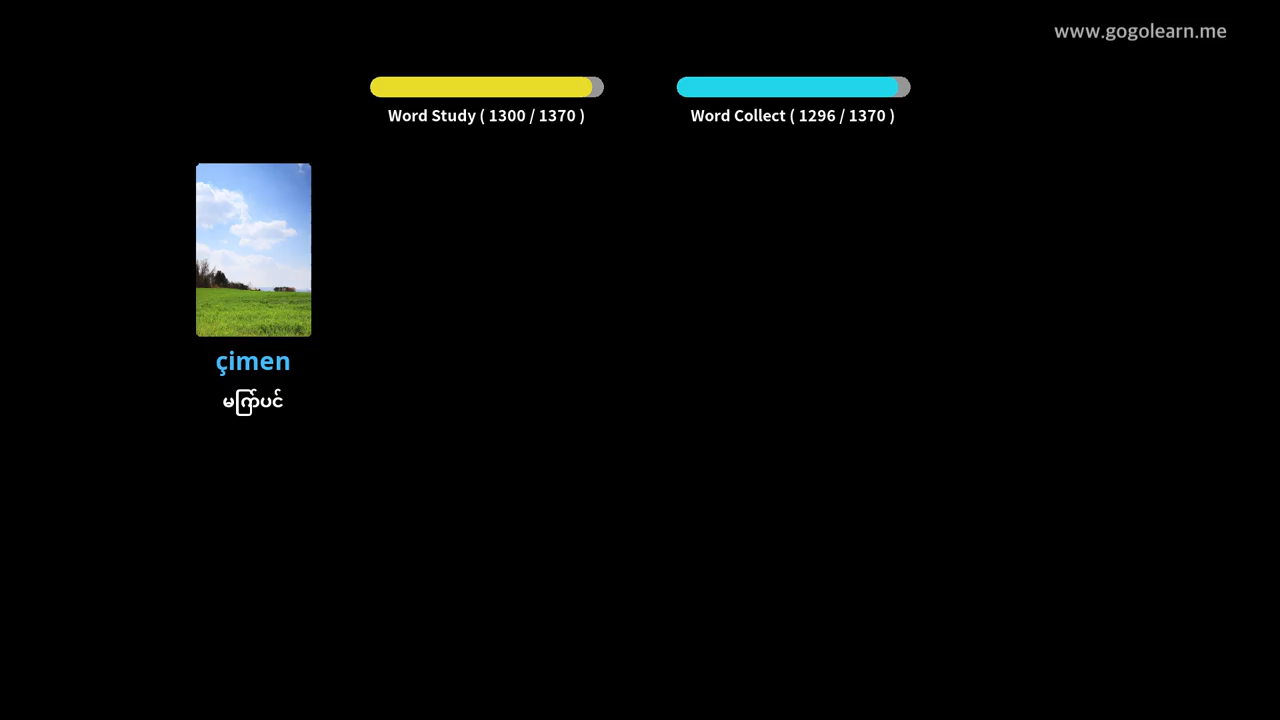 www.gogolearn.me
Word Study ( 1300 / 1370 )
Word Collect ( 1296 / 1370 )
çimen
မြက်ပင်